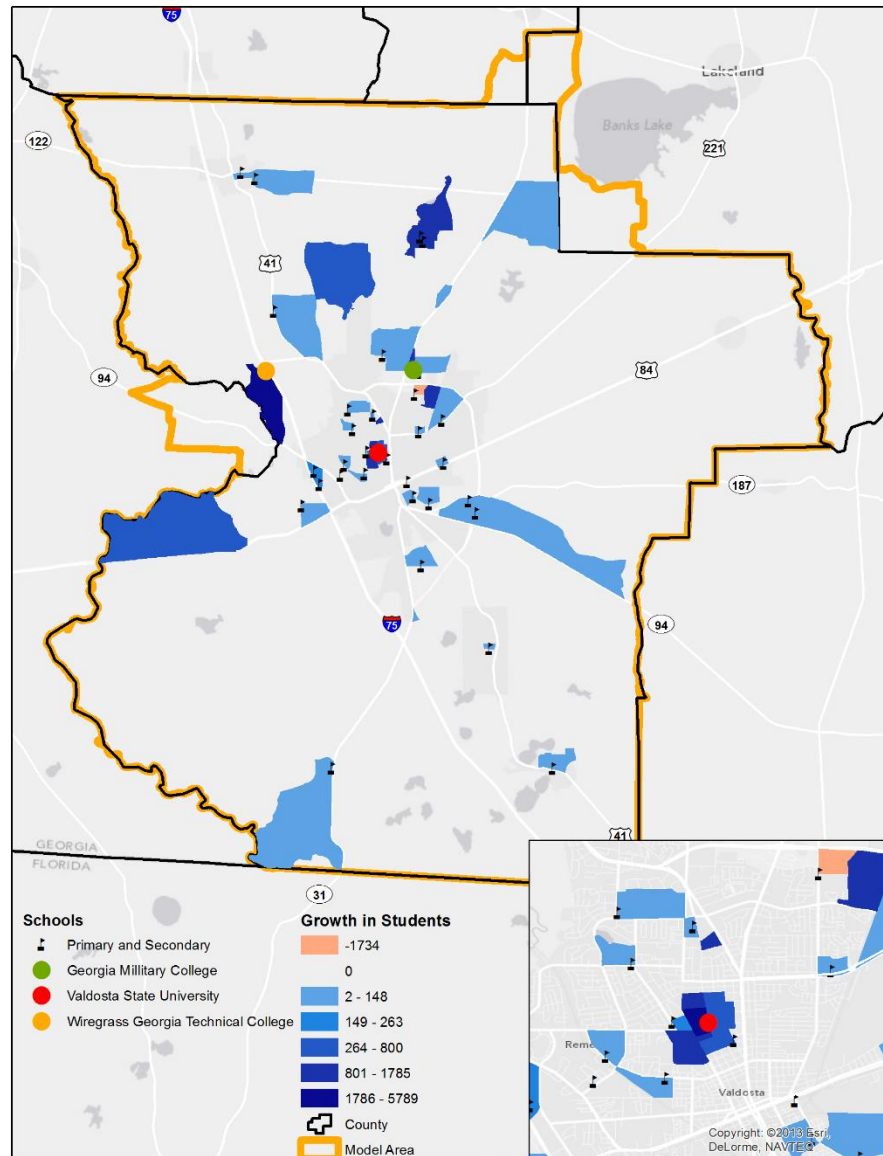 75
Lakeland
Banks Lake
122
221
41
94
84
187
75
94
41
GEORGIA
FLORIDA
31
Schools
Primary and Secondary
Georgia Millitary College
Valdosta State University
Wiregrass Georgia Technical College
Growth in Students
-1734
0
2 - 148
149 - 263
264 - 800
801 - 1785
1786 - 5789
County
Model Area
Reme
Valdosta
Copyright: ©2013 Esri,
DeLorme, NAVTEQ